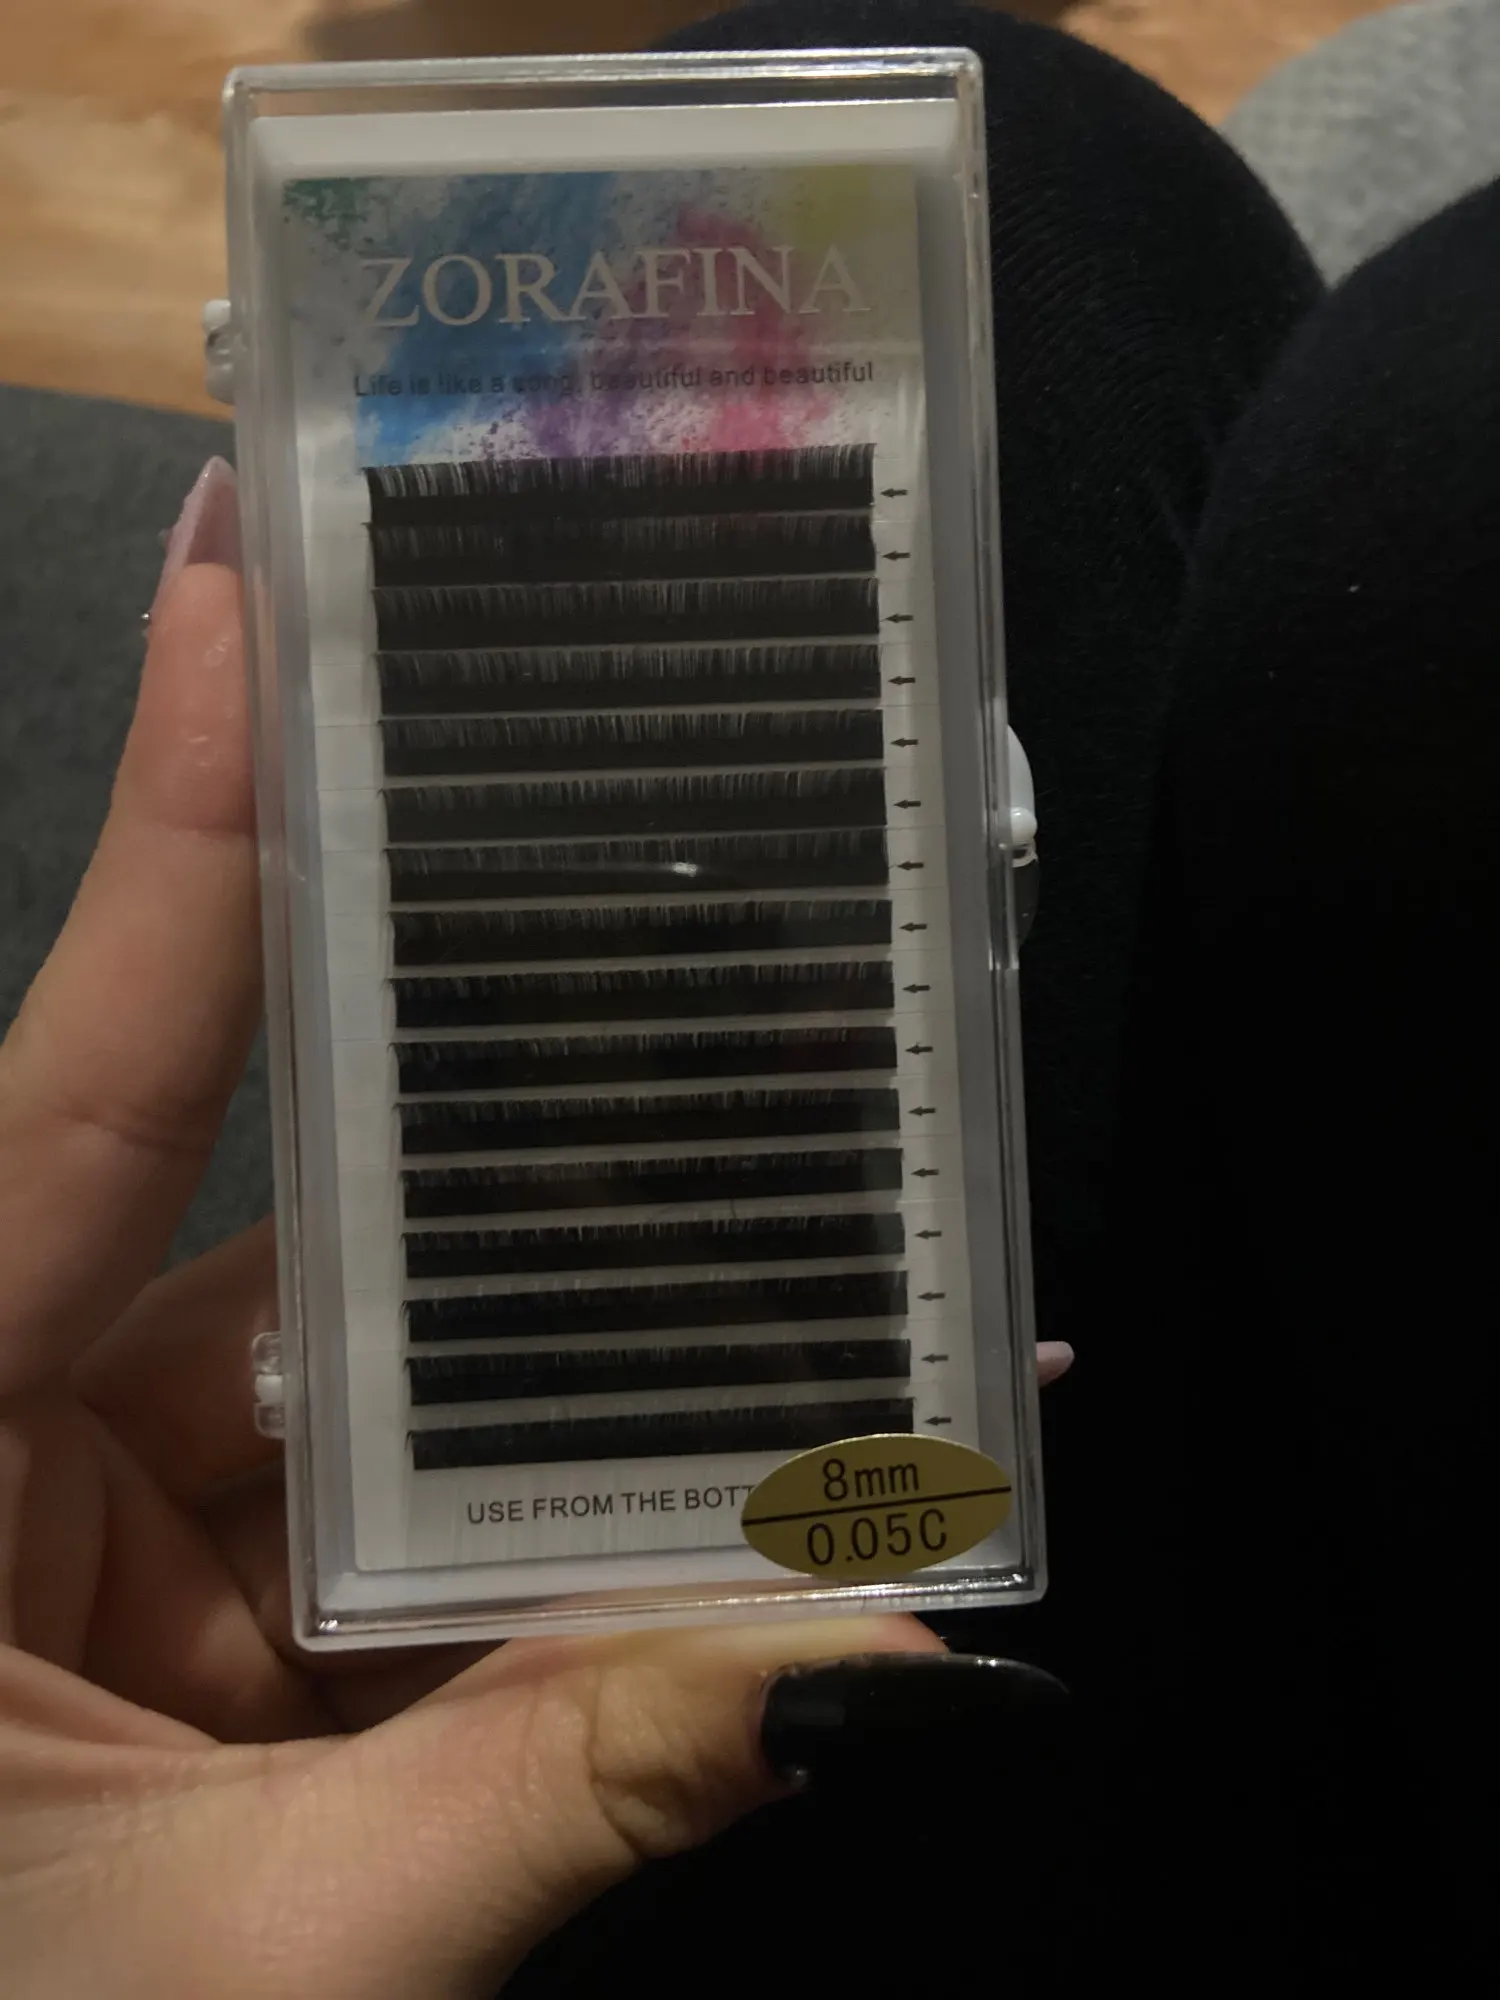 ZORAFINA
Life is like a song, beautiful and beautiful
USE FROM THE BOTT
8mm
0.05C